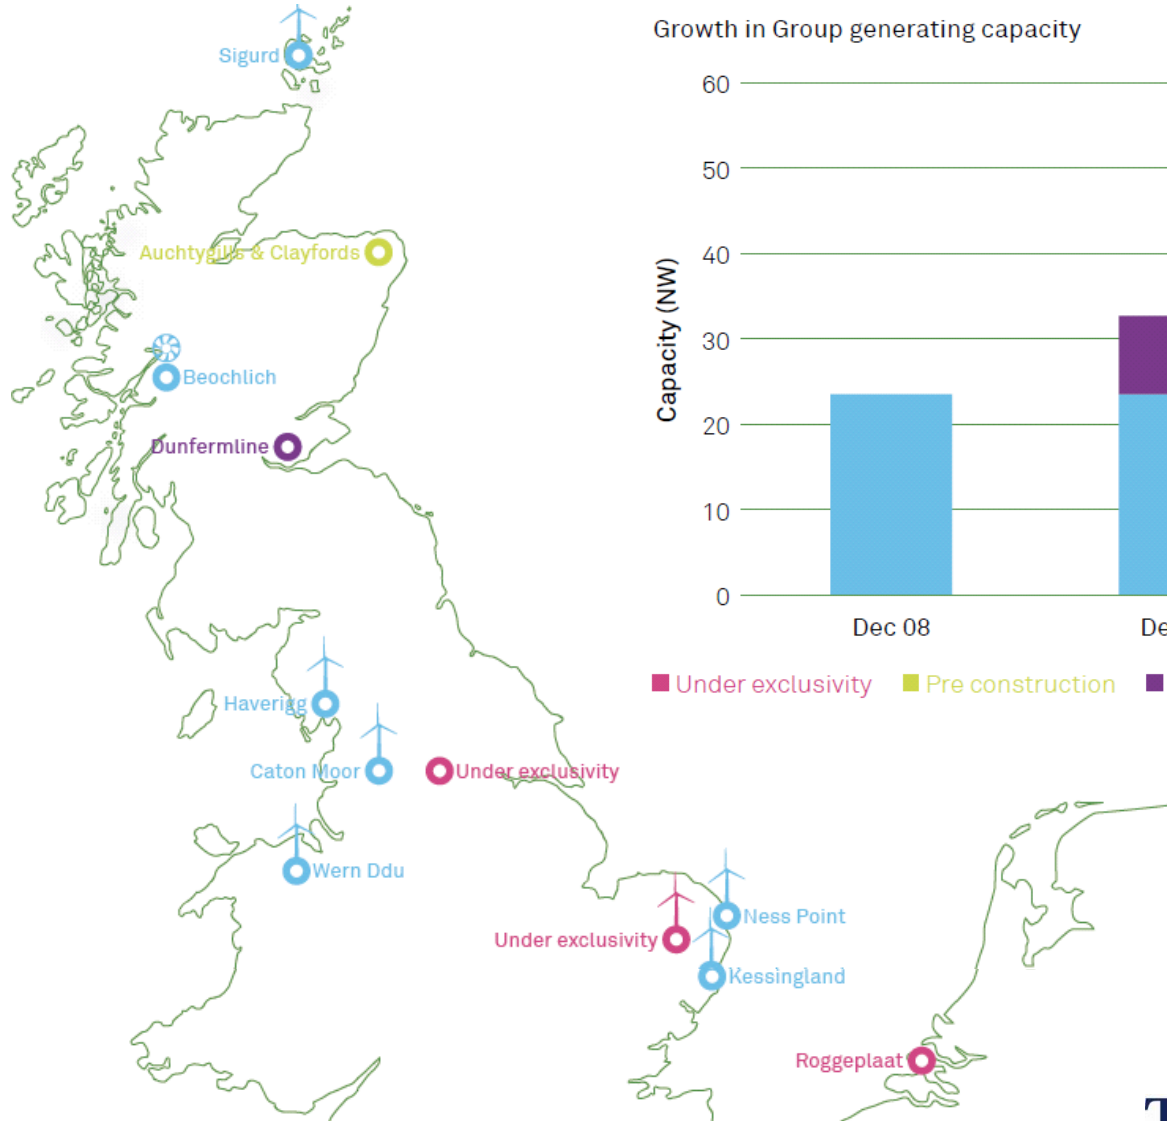 Growth in Group generating capacity
60
50
40
30
20
10
0
Capacity (NW)
Dec 08
De
Under exclusivity
Pre construction
Sigurd
Auchtygills & Clayfords
Beochlich
Dunfermline
Haverigg
Caton Moor
Under exclusivity
Wern Ddu
Ness Point
Under exclusivity
Kessingland
Roggeplaat
T